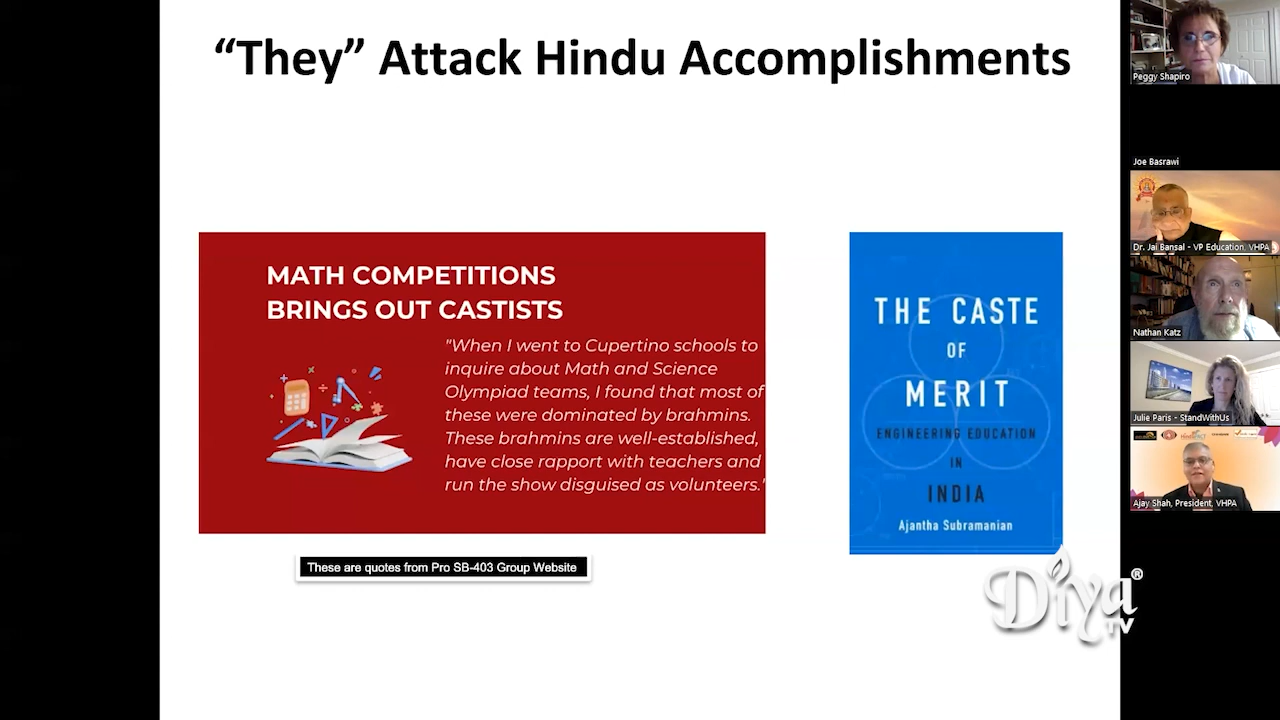 “They” Attack Hindu Accomplishments
MATH COMPETITIONS
BRINGS OUT CASTISTS
"When I went to Cupertino schools to
inquire about Math and Science
Olympiad teams, I found that most of
these were dominated by brahmins.
These brahmins are well-established,
have close rapport with teachers and
run the show disguised as volunteers."
These are quotes from Pro SB-403 Group Website
THE CASTE
OF
MERIT
ENGINEERING EDUCATION
IN
INDIA
Ajantha Subramanian
Diya®
TV
Peggy Shapiro
Joe Basrawi
Dr. Jai Bansal - VP Education, VHPA
Nathan Katz
Julie Paris - StandWithUs
Ajay Shah, President, VHPA